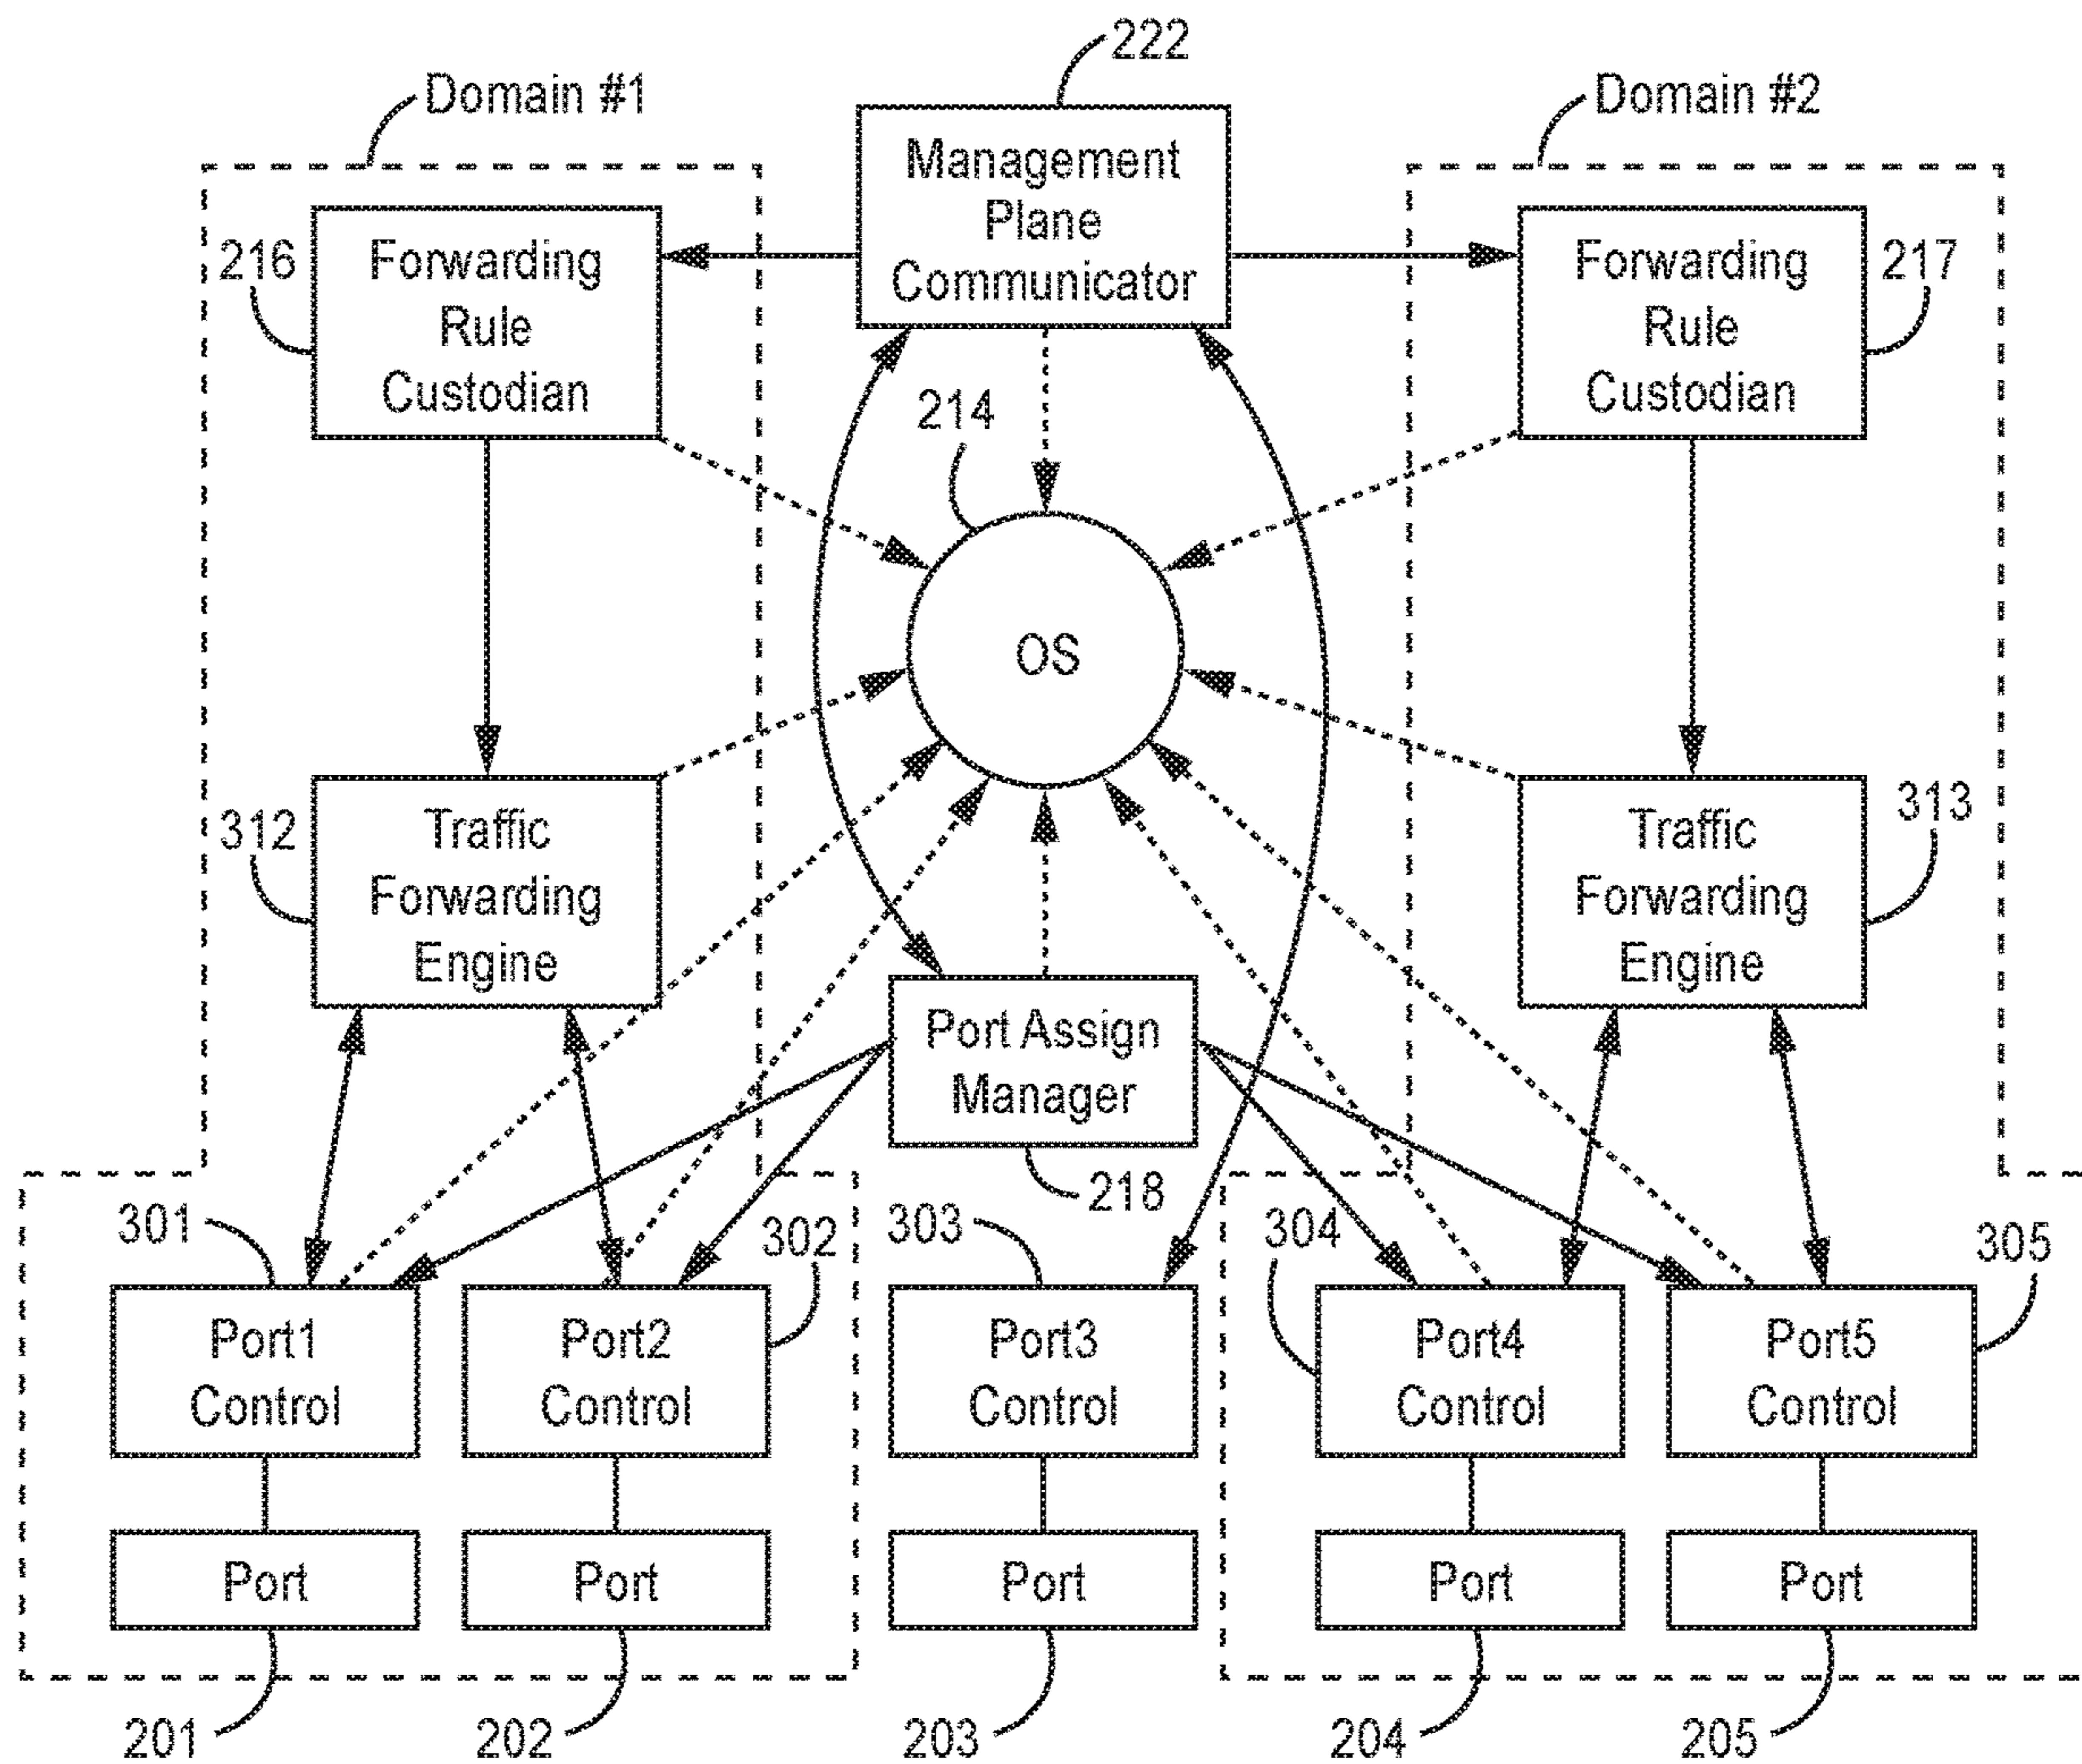 222
Domain #1
Domain #2
Management
Plane
Communicator
216
Forwarding
Rule
Custodian
Forwarding
Rule
Custodian
217
214
OS
312
Traffic
Forwarding
Engine
Traffic
Forwarding
Engine
313
Port Assign
Manager
218
301
302
303
304
305
Port1
Control
Port2
Control
Port3
Control
Port4
Control
Port5
Control
Port
Port
Port
Port
Port
201
202
203
204
205